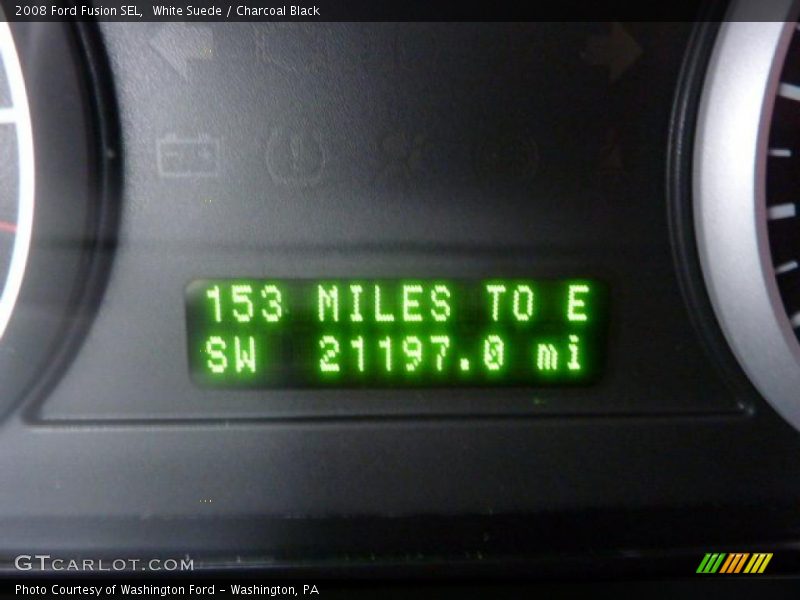 2008 Ford Fusion SEL,  White Suede / Charcoal Black
153 MILES TO E
SW 21197.0 mi
GTCARLOT.COM
Photo Courtesy of Washington Ford - Washington, PA